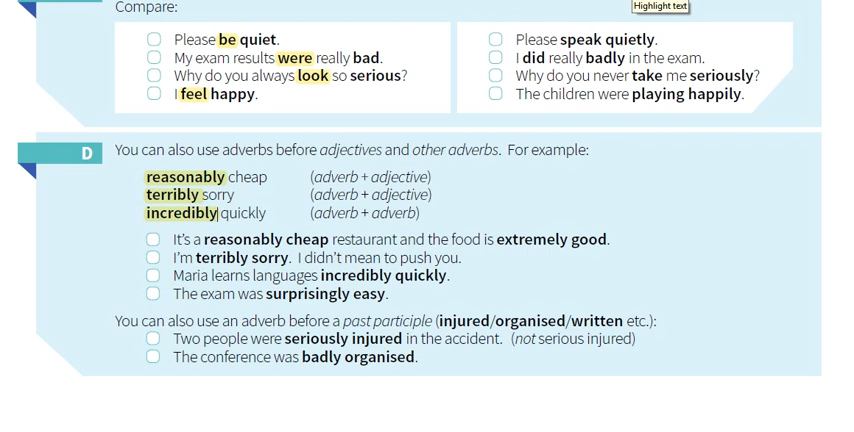 Compare:
Highlight text
Please be quiet.
My exam results were really bad.
Why do you always look so serious?
I feel happy.
Please speak quietly.
I did really badly in the exam.
Why do you never take me seriously?
The children were playing happily.
D
You can also use adverbs before adjectives and other adverbs. For example:
reasonably cheap (adverb + adjective)
terribly sorry (adverb + adjective)
incredibly quickly (adverb + adverb)
It's a reasonably cheap restaurant and the food is extremely good.
I'm terribly sorry. I didn't mean to push you.
Maria learns languages incredibly quickly.
The exam was surprisingly easy.
You can also use an adverb before a past participle (injured/organised/written etc.):
Two people were seriously injured in the accident. (not serious injured)
The conference was badly organised.